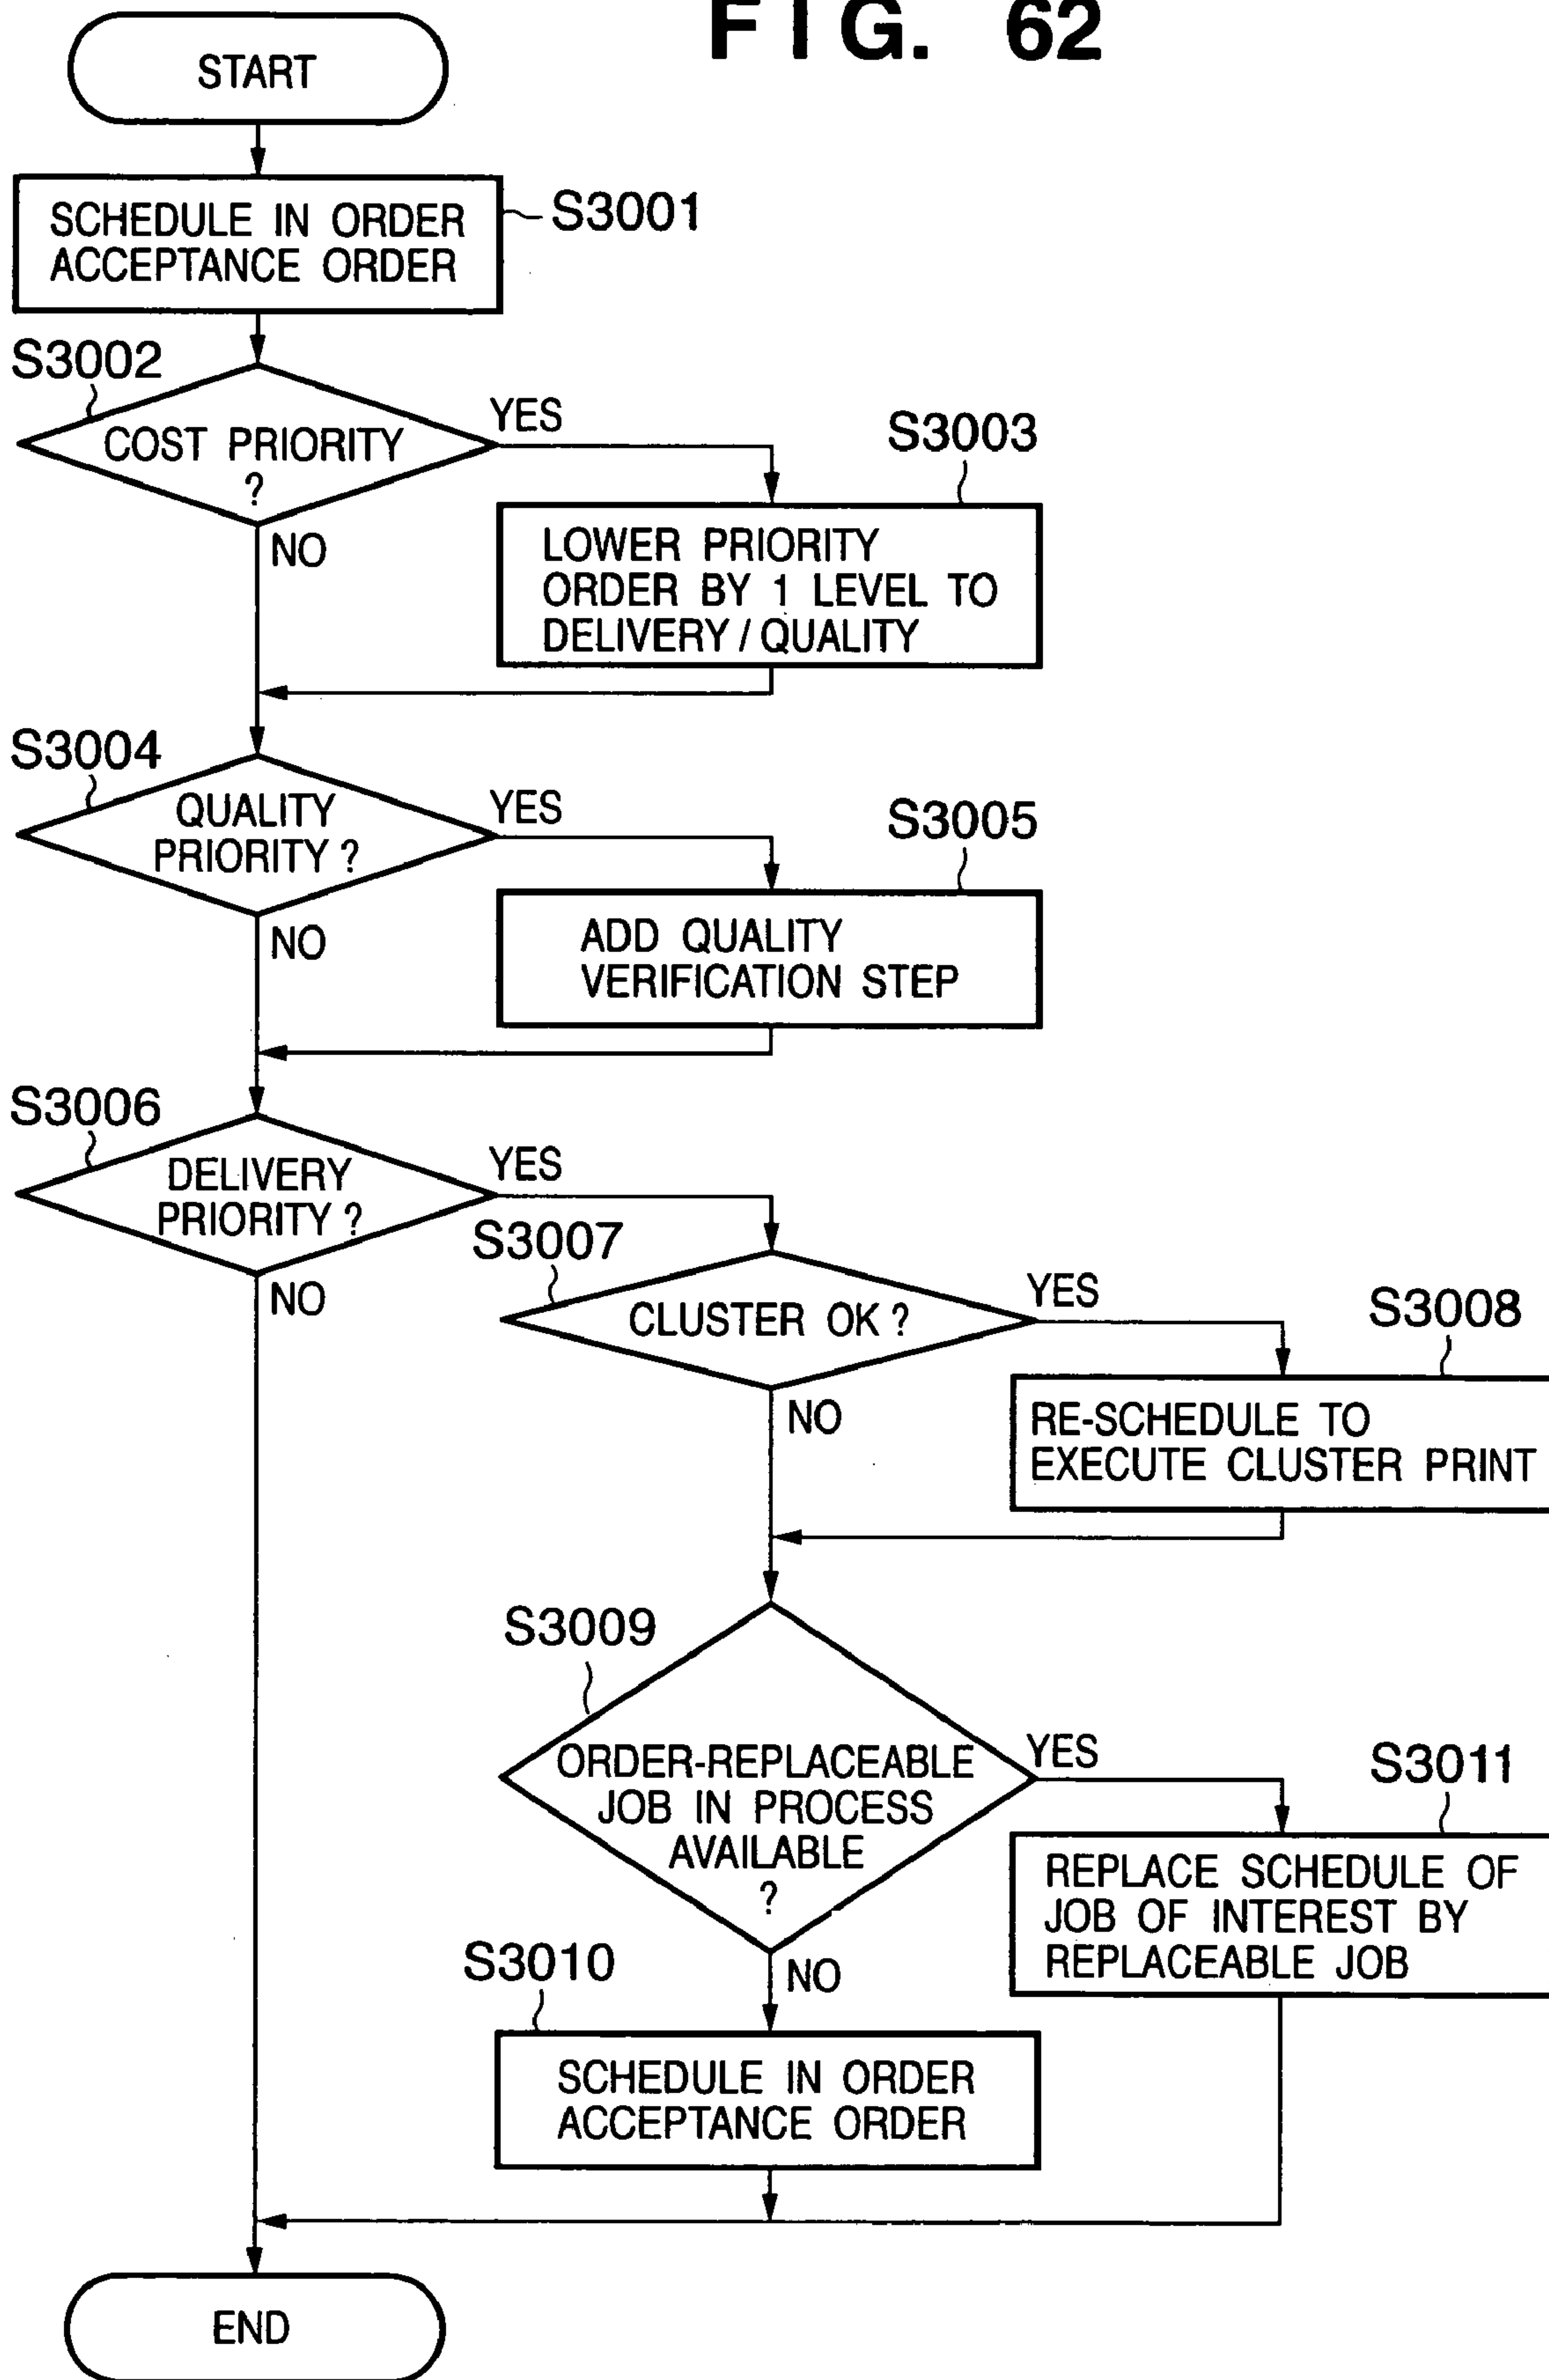 FIG. 62
START
SCHEDULE IN ORDER
ACCEPTANCE ORDER
S3001
S3002
COST PRIORITY
?
YES
NO
S3003
LOWER PRIORITY
ORDER BY 1 LEVEL TO
DELIVERY / QUALITY
S3004
QUALITY
PRIORITY ?
YES
NO
S3005
ADD QUALITY
VERIFICATION STEP
S3006
DELIVERY
PRIORITY ?
YES
NO
S3007
CLUSTER OK ?
YES
NO
S3008
RE-SCHEDULE TO
EXECUTE CLUSTER PRINT
S3009
ORDER-REPLACEABLE
JOB IN PROCESS
AVAILABLE
?
YES
NO
S3011
REPLACE SCHEDULE OF
JOB OF INTEREST BY
REPLACEABLE JOB
S3010
SCHEDULE IN ORDER
ACCEPTANCE ORDER
END